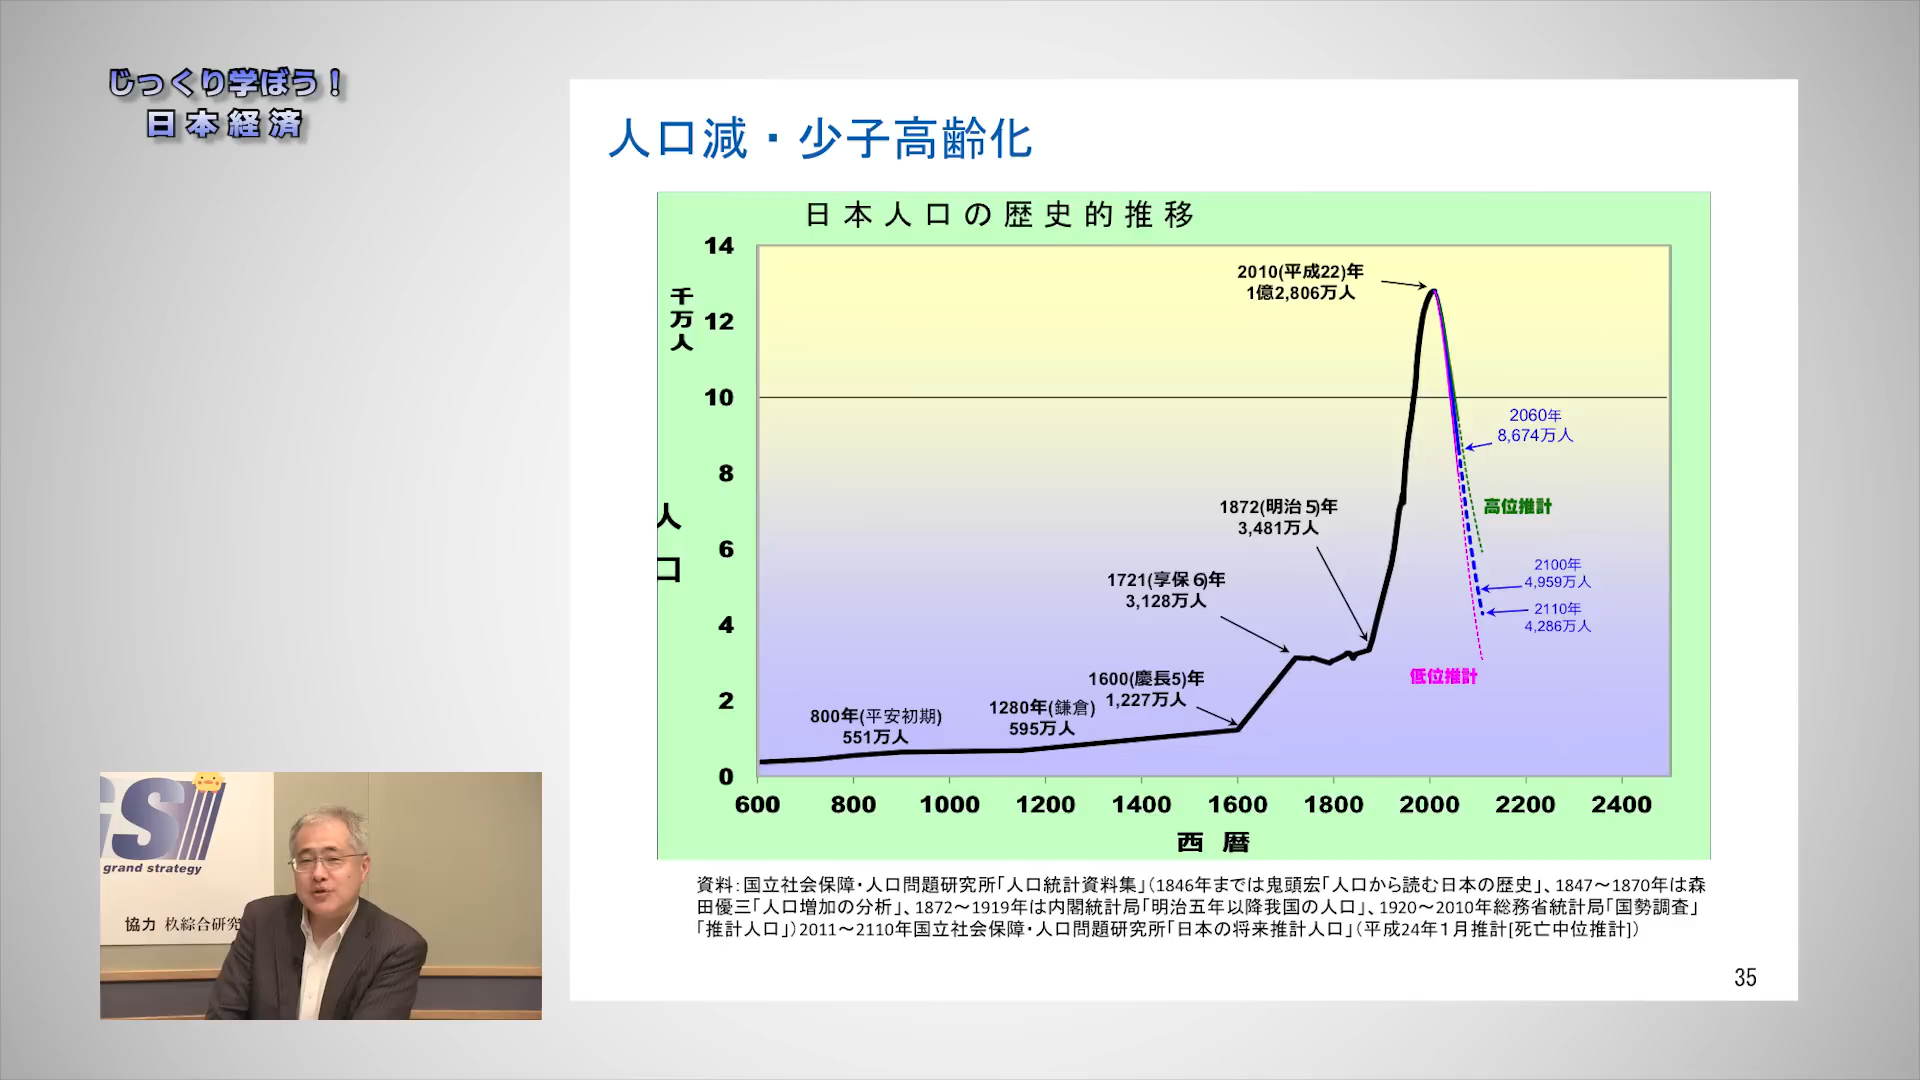 じっくり学ぼう！
日本経済
人口減・少子高齢化
日本人口の歴史的推移
14
千万人
12
10
8
人口
6
4
2
0
2010(平成22)年
1億2,806万人
2060年
8,674万人
1872(明治5)年
3,481万人
高位推計
1721(享保6)年
3,128万人
2100年
4,959万人
2110年
4,286万人
1600(慶長5)年
1,227万人
低位推計
1280年(鎌倉)
595万人
800年(平安初期)
551万人
600 800 1000 1200 1400 1600 1800 2000 2200 2400
西暦
資料：国立社会保障・人口問題研究所「人口統計資料集」（1846年までは鬼頭宏「人口から読む日本の歴史」、1847～1870年は森
田優三「人口増加の分析」、1872～1919年は内閣統計局「明治五年以降我国の人口」、1920～2010年総務省統計局「国勢調査」
「推計人口」）2011～2110年国立社会保障・人口問題研究所「日本の将来推計人口」（平成24年１月推計[死亡中位推計]）
35
GSI
grand strategy
協力 杦綜合研究